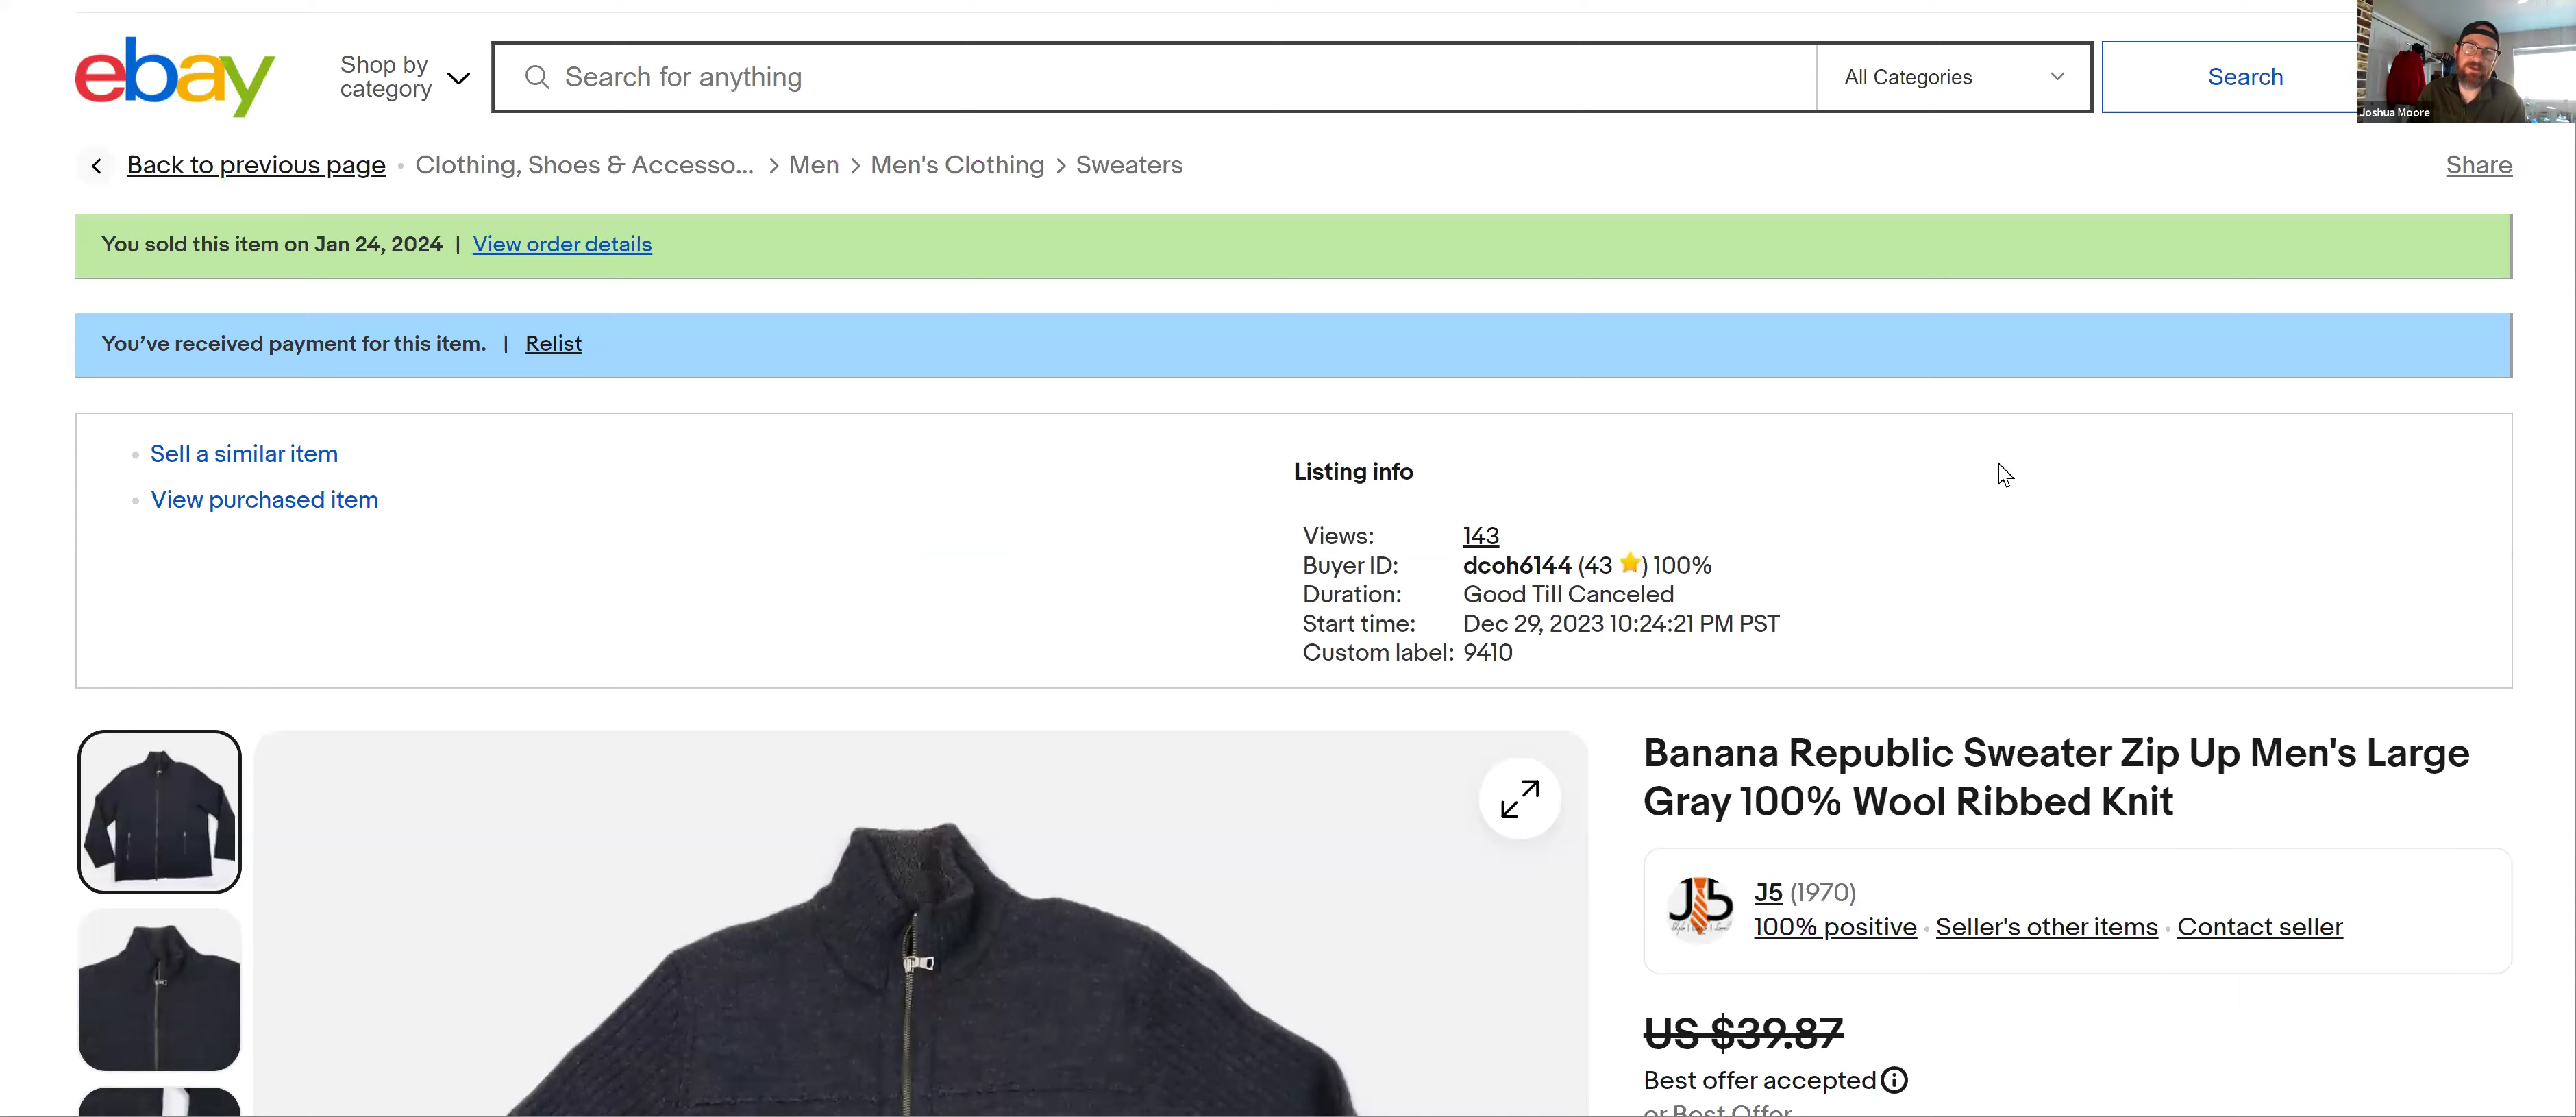 ebay
Shop by
category
Search for anything
All Categories
Search
Joshua Moore
Back to previous page
Clothing, Shoes & Accesso... > Men > Men's Clothing > Sweaters
Share
You sold this item on Jan 24, 2024 | View order details
You've received payment for this item. | Relist
Sell a similar item
View purchased item
Listing info
Views: 143
Buyer ID: dcoh6144 (43 ) 100%
Duration: Good Till Canceled
Start time: Dec 29, 2023 10:24:21 PM PST
Custom label: 9410
Banana Republic Sweater Zip Up Men's Large
Gray 100% Wool Ribbed Knit
J5
J5 (1970)
100% positive • Seller's other items • Contact seller
US $39.87
Best offer accepted
or Best Offer